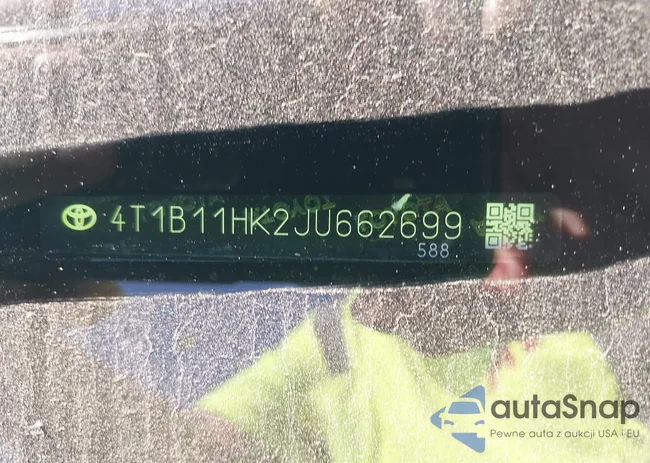 4T1B11HK2JU662699
588
autaSnap
Pewne auta z aukcji USA i EU